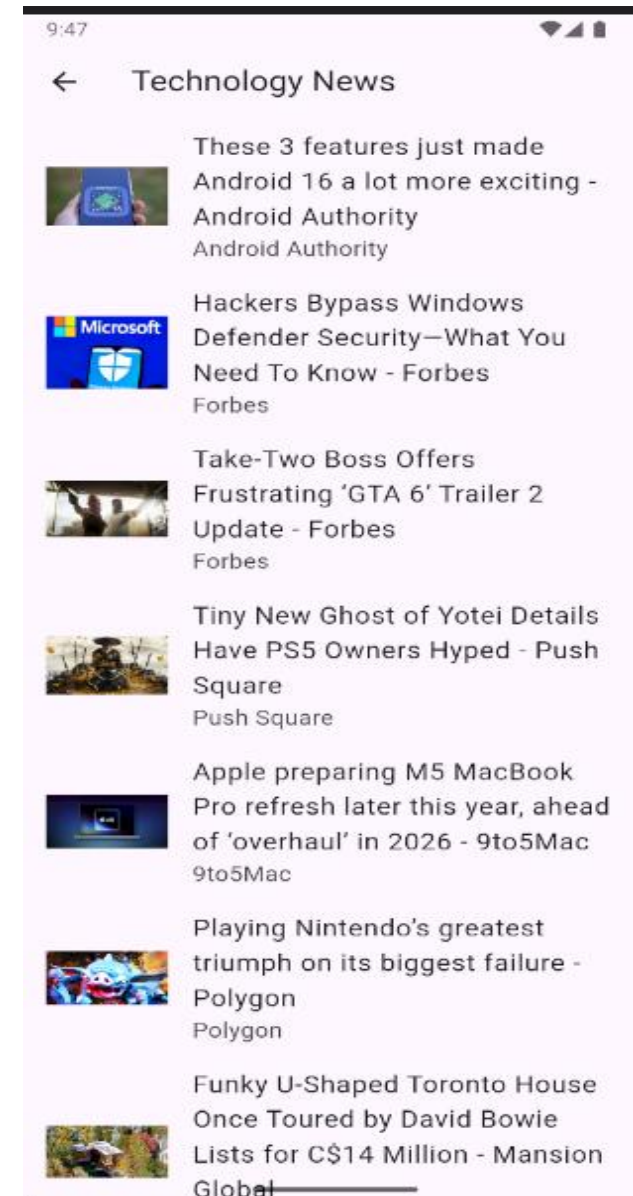 9:47
Technology News
These 3 features just made
Android 16 a lot more exciting -
Android Authority
Android Authority
Microsoft
Hackers Bypass Windows
Defender Security—What You
Need To Know - Forbes
Forbes
Take-Two Boss Offers
Frustrating ‘GTA 6’ Trailer 2
Update - Forbes
Forbes
Tiny New Ghost of Yotei Details
Have PS5 Owners Hyped - Push
Square
Push Square
Apple preparing M5 MacBook
Pro refresh later this year, ahead
of ‘overhaul’ in 2026 - 9to5Mac
9to5Mac
Playing Nintendo’s greatest
triumph on its biggest failure -
Polygon
Polygon
Funky U-Shaped Toronto House
Once Toured by David Bowie
Lists for C$14 Million - Mansion
Global